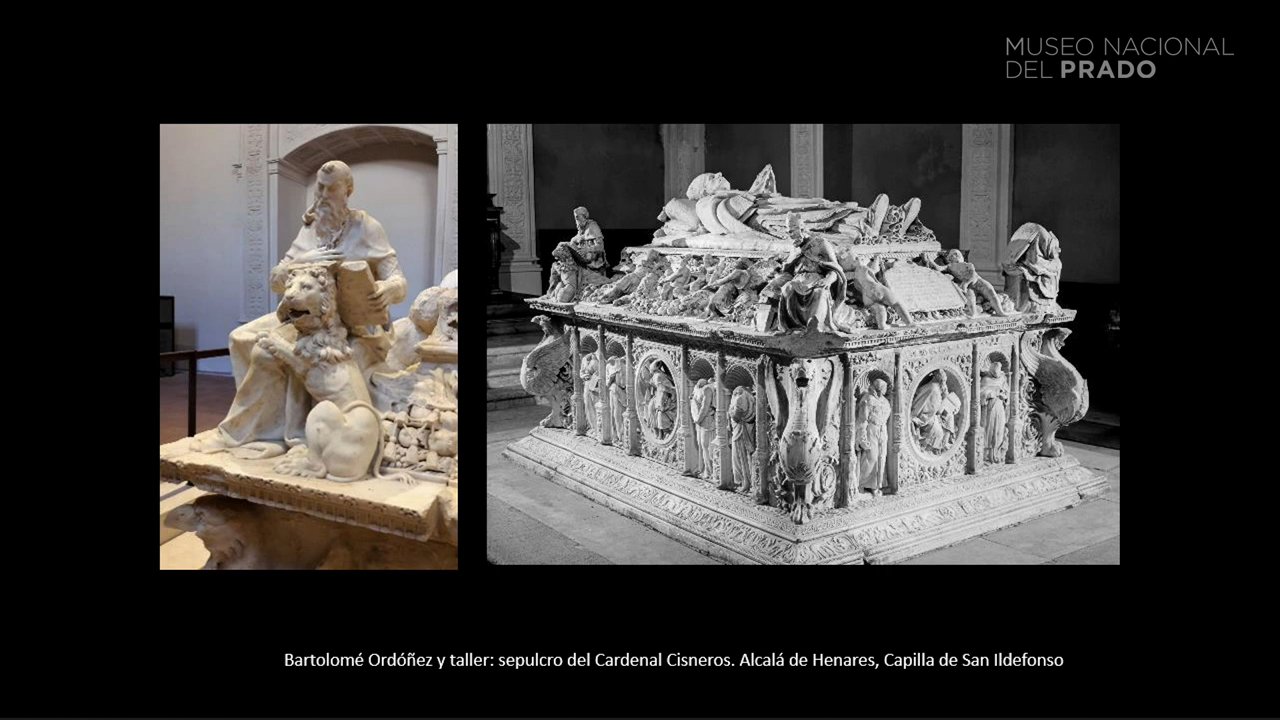 MUSEO NACIONAL
DEL PRADO
Bartolomé Ordóñez y taller: sepulcro del Cardenal Cisneros. Alcalá de Henares, Capilla de San Ildefonso